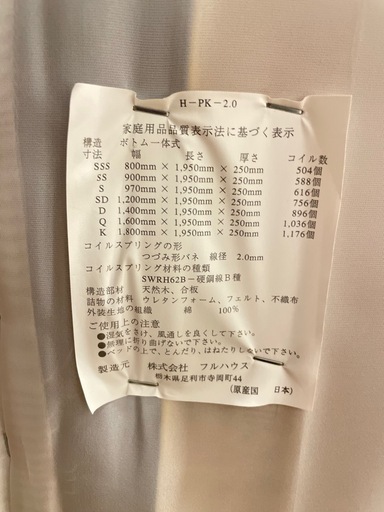 H-PK-2.0
家庭用品品質表示法に基づく表示
構造 ボトム一体式
寸法 幅 長さ 厚さ コイル数
SSS 800mm × 1,950mm × 250mm 504個
SS 900mm × 1,950mm × 250mm 588個
S 970mm × 1,950mm × 250mm 616個
SD 1,200mm × 1,950mm × 250mm 756個
D 1,400mm × 1,950mm × 250mm 896個
Q 1,600mm × 1,950mm × 250mm 1,036個
K 1,800mm × 1,950mm × 250mm 1,176個
コイルスプリングの形
つづみ形バネ 線径 2.0mm
コイルスプリング材料の種類
SWRH62B-硬鋼線B種
構造部材 天然木、合板
詰物の材料 ウレタンフォーム、フェルト、不織布
外装生地の組織 綿 100%
ご使用上の注意
●湿気をさけ、風通しを良くして下さい。
●無理に折り曲げないで下さい。
●ベッドの上で、とんだり、はねたりしないで下さい。
製造元 株式会社 フルハウス
栃木県足利市寺岡町44
(原産国 日本)